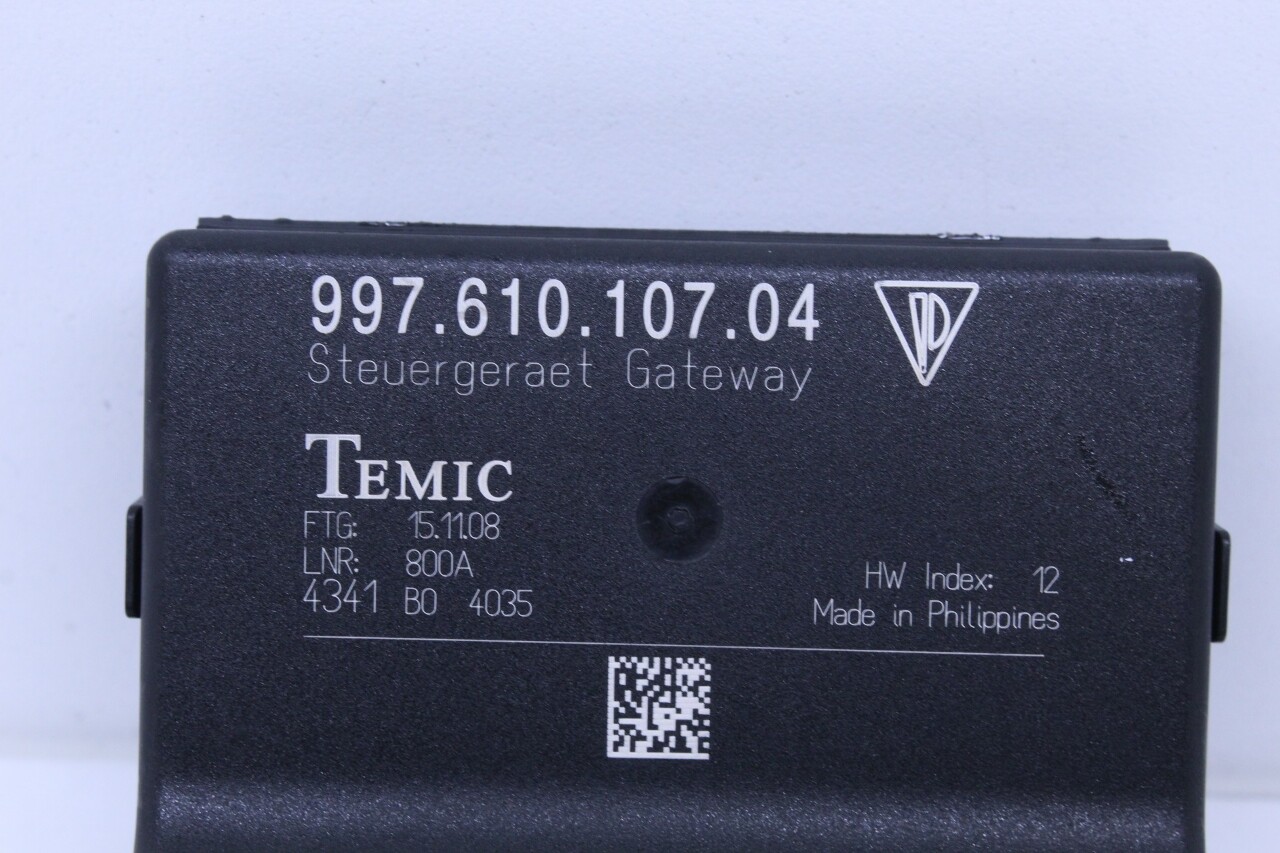 997.610.107.04
Steuergeraet Gateway
TEMIC
FTG: 15.11.08
LNR: 800A
4341 B0 4035
HW Index: 12
Made in Philippines